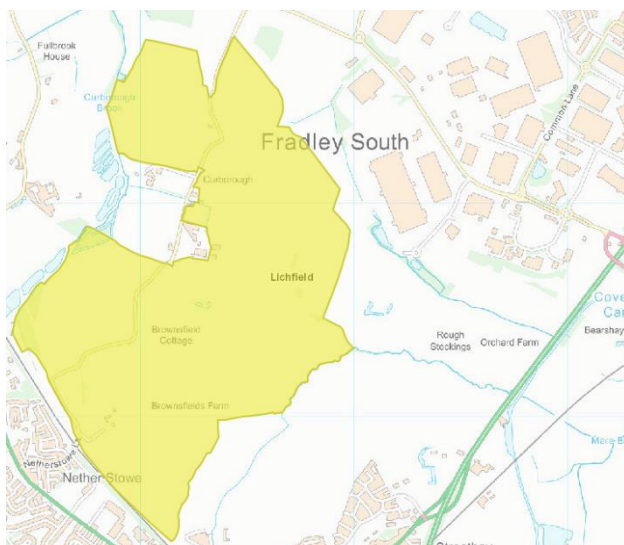 Fullbrook
House
Curborough
Brook
Common Lane
Fradley South
Curborough
Lichfield
Brownsfield
Cottage
Rough
Stockings
Orchard Farm
Bearshay
Brownsfields Farm
Netherstowe
Nether Stowe
Mare B